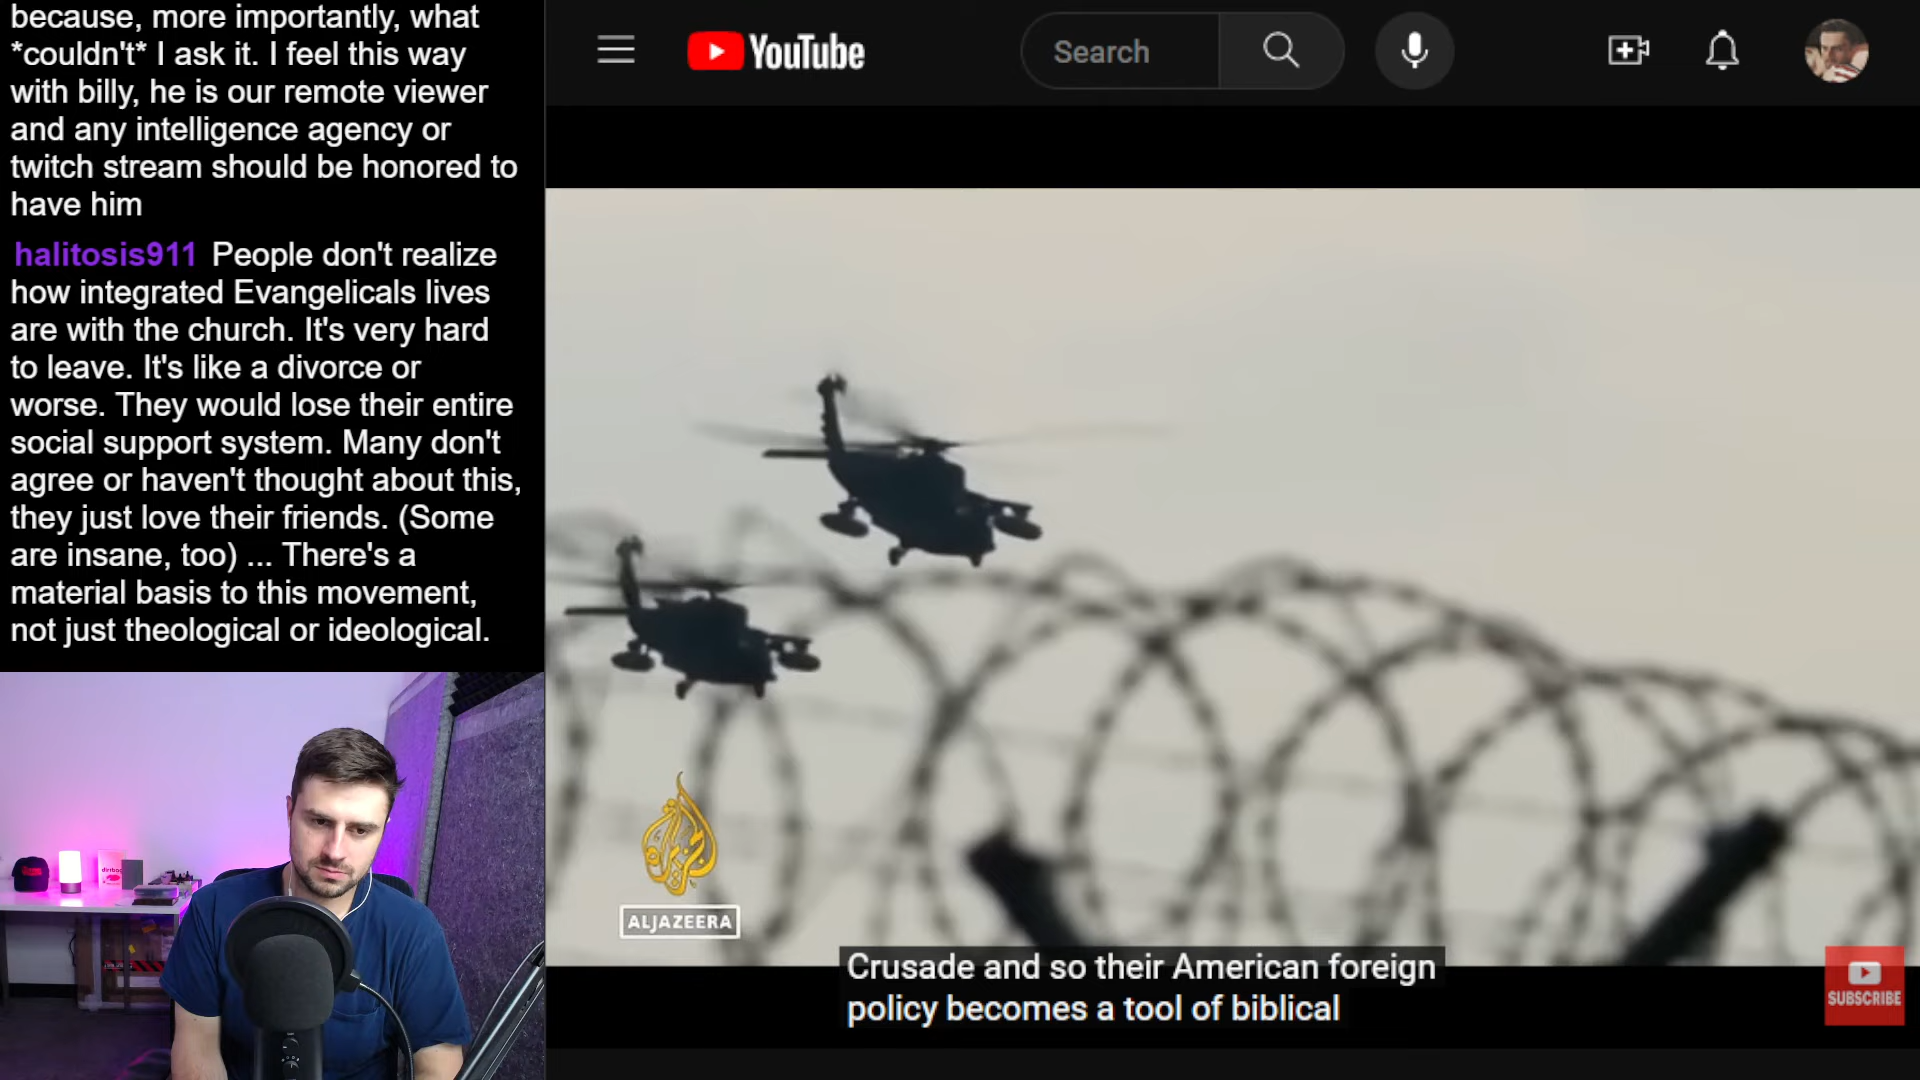 because, more importantly, what
*couldn't* I ask it. I feel this way
with billy, he is our remote viewer
and any intelligence agency or
twitch stream should be honored to
have him
halitosis911 People don't realize
how integrated Evangelicals lives
are with the church. It's very hard
to leave. It's like a divorce or
worse. They would lose their entire
social support system. Many don't
agree or haven't thought about this,
they just love their friends. (Some
are insane, too) ... There's a
material basis to this movement,
not just theological or ideological.
YouTube
Search
ALJAZEERA
Crusade and so their American foreign
policy becomes a tool of biblical
SUBSCRIBE